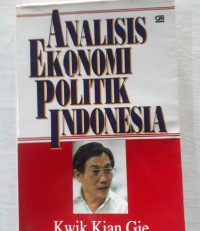 ANALISIS
EKONOMI
POLITIK
INDONESIA
Kwik Kian Gie